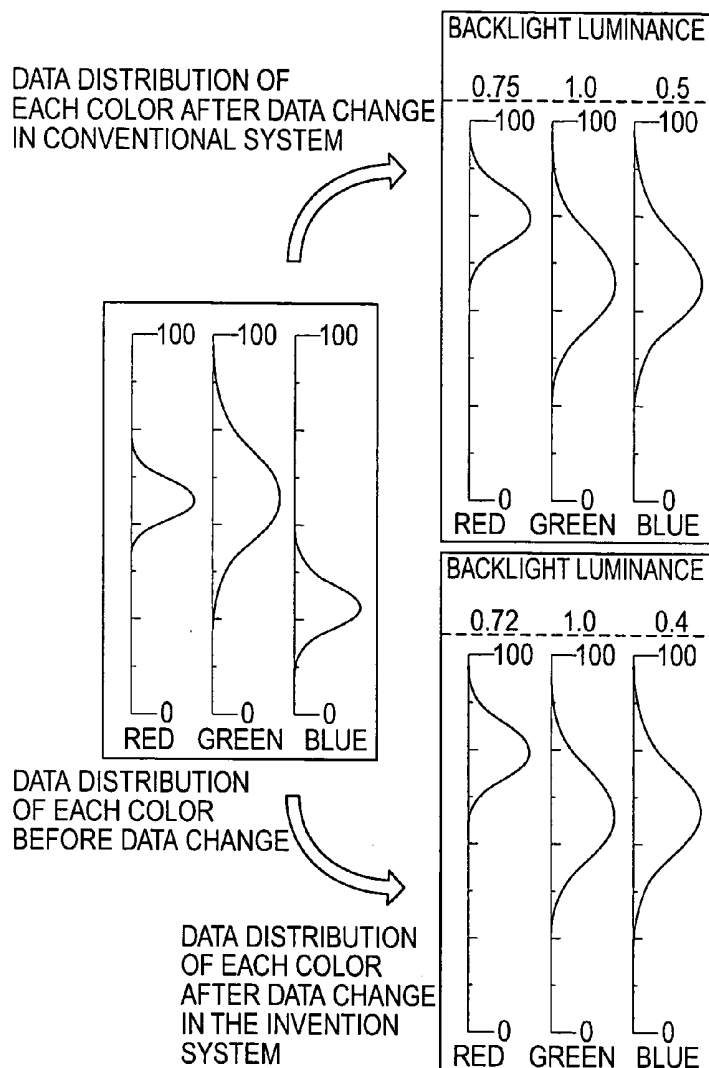 DATA DISTRIBUTION OF
EACH COLOR AFTER DATA CHANGE
IN CONVENTIONAL SYSTEM
BACKLIGHT LUMINANCE
0.75 1.0 0.5
100 100 100
0 0 0
RED GREEN BLUE
100 100 100
0 0 0
RED GREEN BLUE
DATA DISTRIBUTION
OF EACH COLOR
BEFORE DATA CHANGE
BACKLIGHT LUMINANCE
0.72 1.0 0.4
100 100 100
0 0 0
RED GREEN BLUE
DATA DISTRIBUTION
OF EACH COLOR
AFTER DATA CHANGE
IN THE INVENTION
SYSTEM